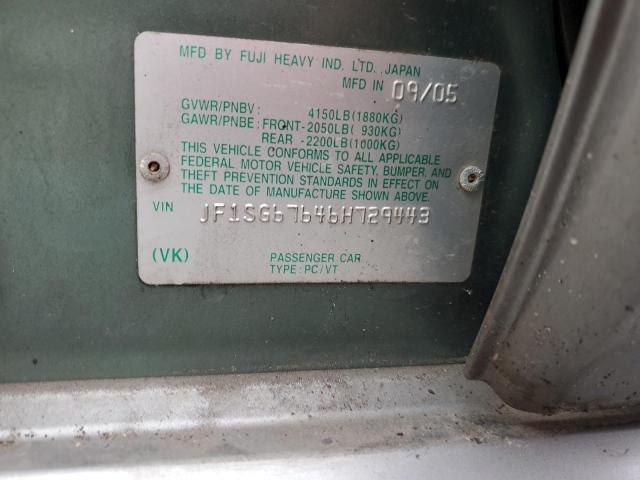 MFD BY FUJI HEAVY IND. LTD. JAPAN
MFD IN 09/05
GVWR/PNBV: 4150LB(1880KG)
GAWR/PNBE: FRONT-2050LB( 930KG)
REAR -2200LB(1000KG)
THIS VEHICLE CONFORMS TO ALL APPLICABLE
FEDERAL MOTOR VEHICLE SAFETY, BUMPER, AND
THEFT PREVENTION STANDARDS IN EFFECT ON
THE DATE OF MANUFACTURE SHOWN ABOVE.
VIN JF1SG67646H729443
(VK) PASSENGER CAR
TYPE: PC/VT